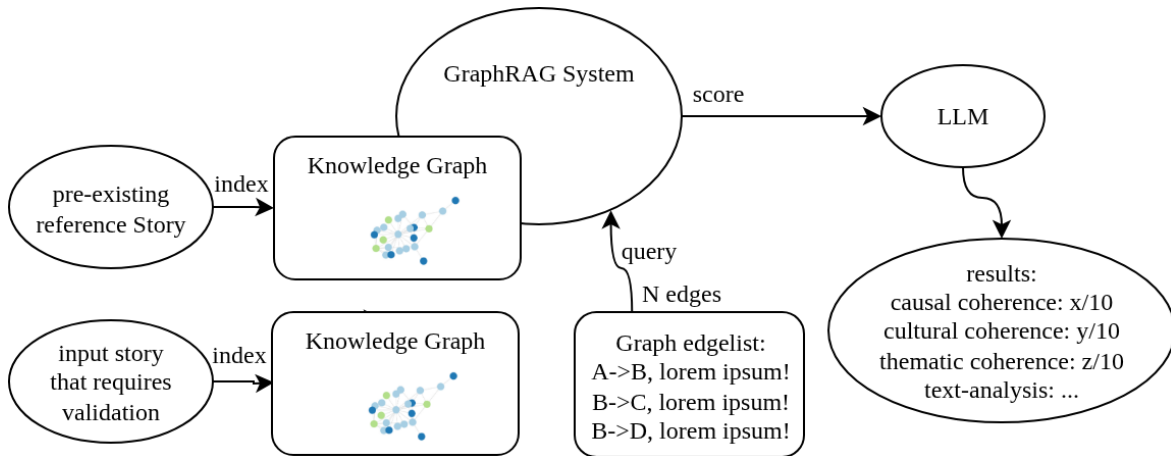 GraphRAG System
score
LLM
Knowledge Graph
pre-existing
reference Story
index
query
N edges
results:
causal coherence: x/10
cultural coherence: y/10
thematic coherence: z/10
text-analysis: ...
input story
that requires
validation
index
Knowledge Graph
Graph edgelist:
A->B, lorem ipsum!
B->C, lorem ipsum!
B->D, lorem ipsum!